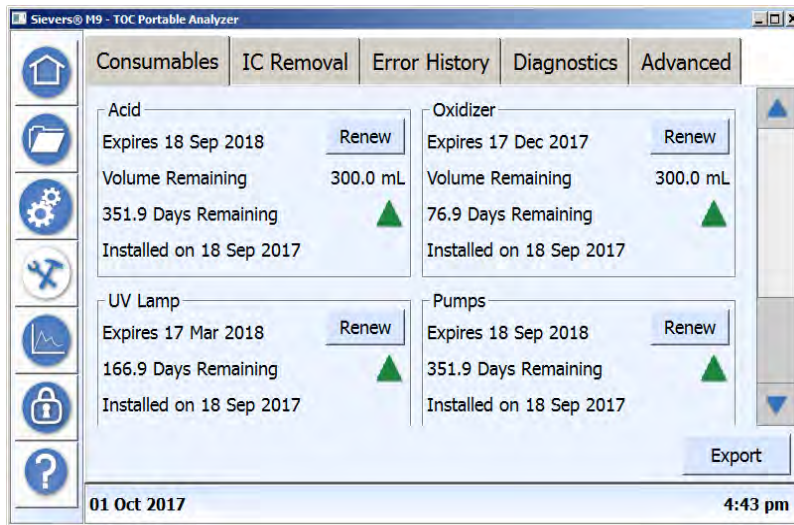 Sievers® M9 - TOC Portable Analyzer
Consumables IC Removal Error History Diagnostics Advanced
Acid
Expires 18 Sep 2018 Renew
Volume Remaining 300.0 mL
351.9 Days Remaining
Installed on 18 Sep 2017
Oxidizer
Expires 17 Dec 2017 Renew
Volume Remaining 300.0 mL
76.9 Days Remaining
Installed on 18 Sep 2017
UV Lamp
Expires 17 Mar 2018 Renew
166.9 Days Remaining
Installed on 18 Sep 2017
Pumps
Expires 18 Sep 2018 Renew
351.9 Days Remaining
Installed on 18 Sep 2017
Export
01 Oct 2017 4:43 pm